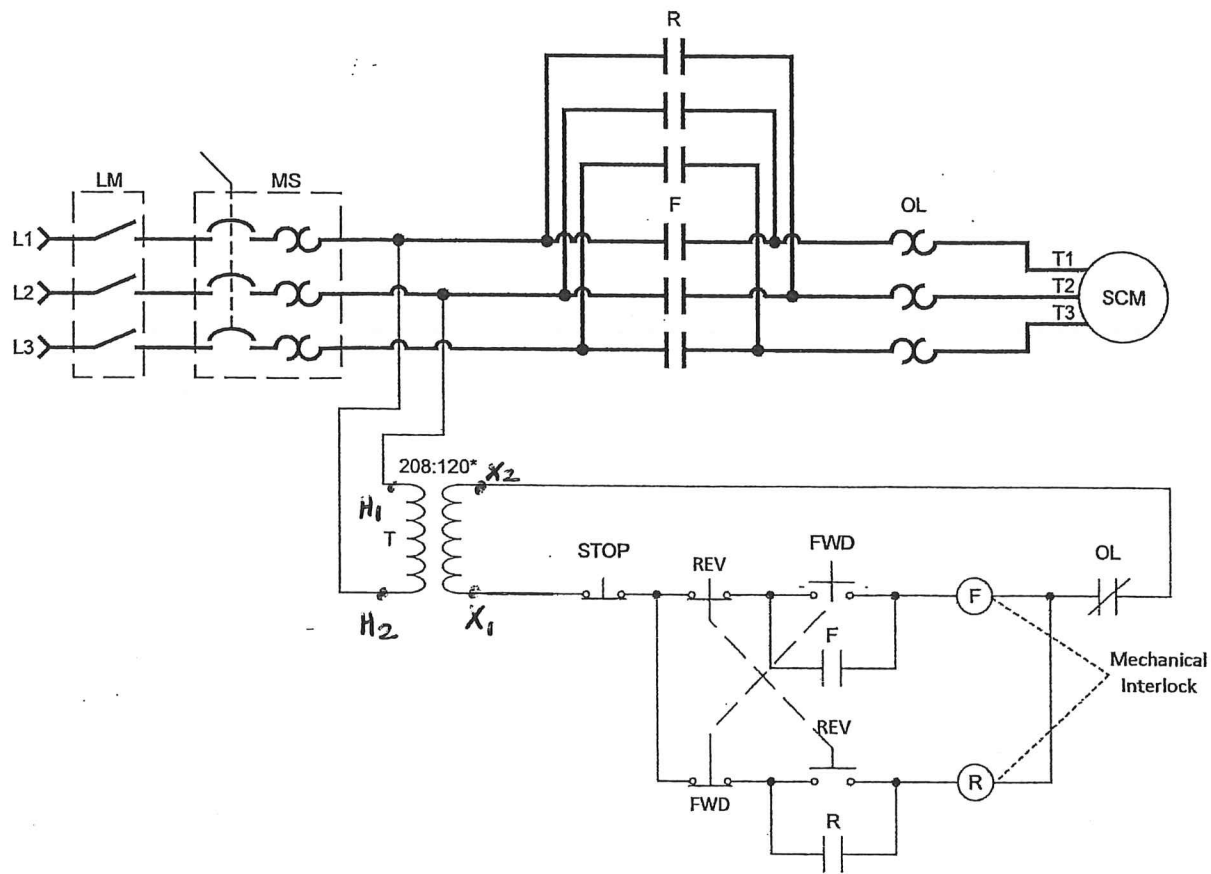 R
LM
MS
F
OL
L1
L2
L3
T1
T2
T3
SCM
208:120*
X2
H1
T
H2
X1
STOP
REV
FWD
F
OL
F
Mechanical
Interlock
REV
FWD
R
R